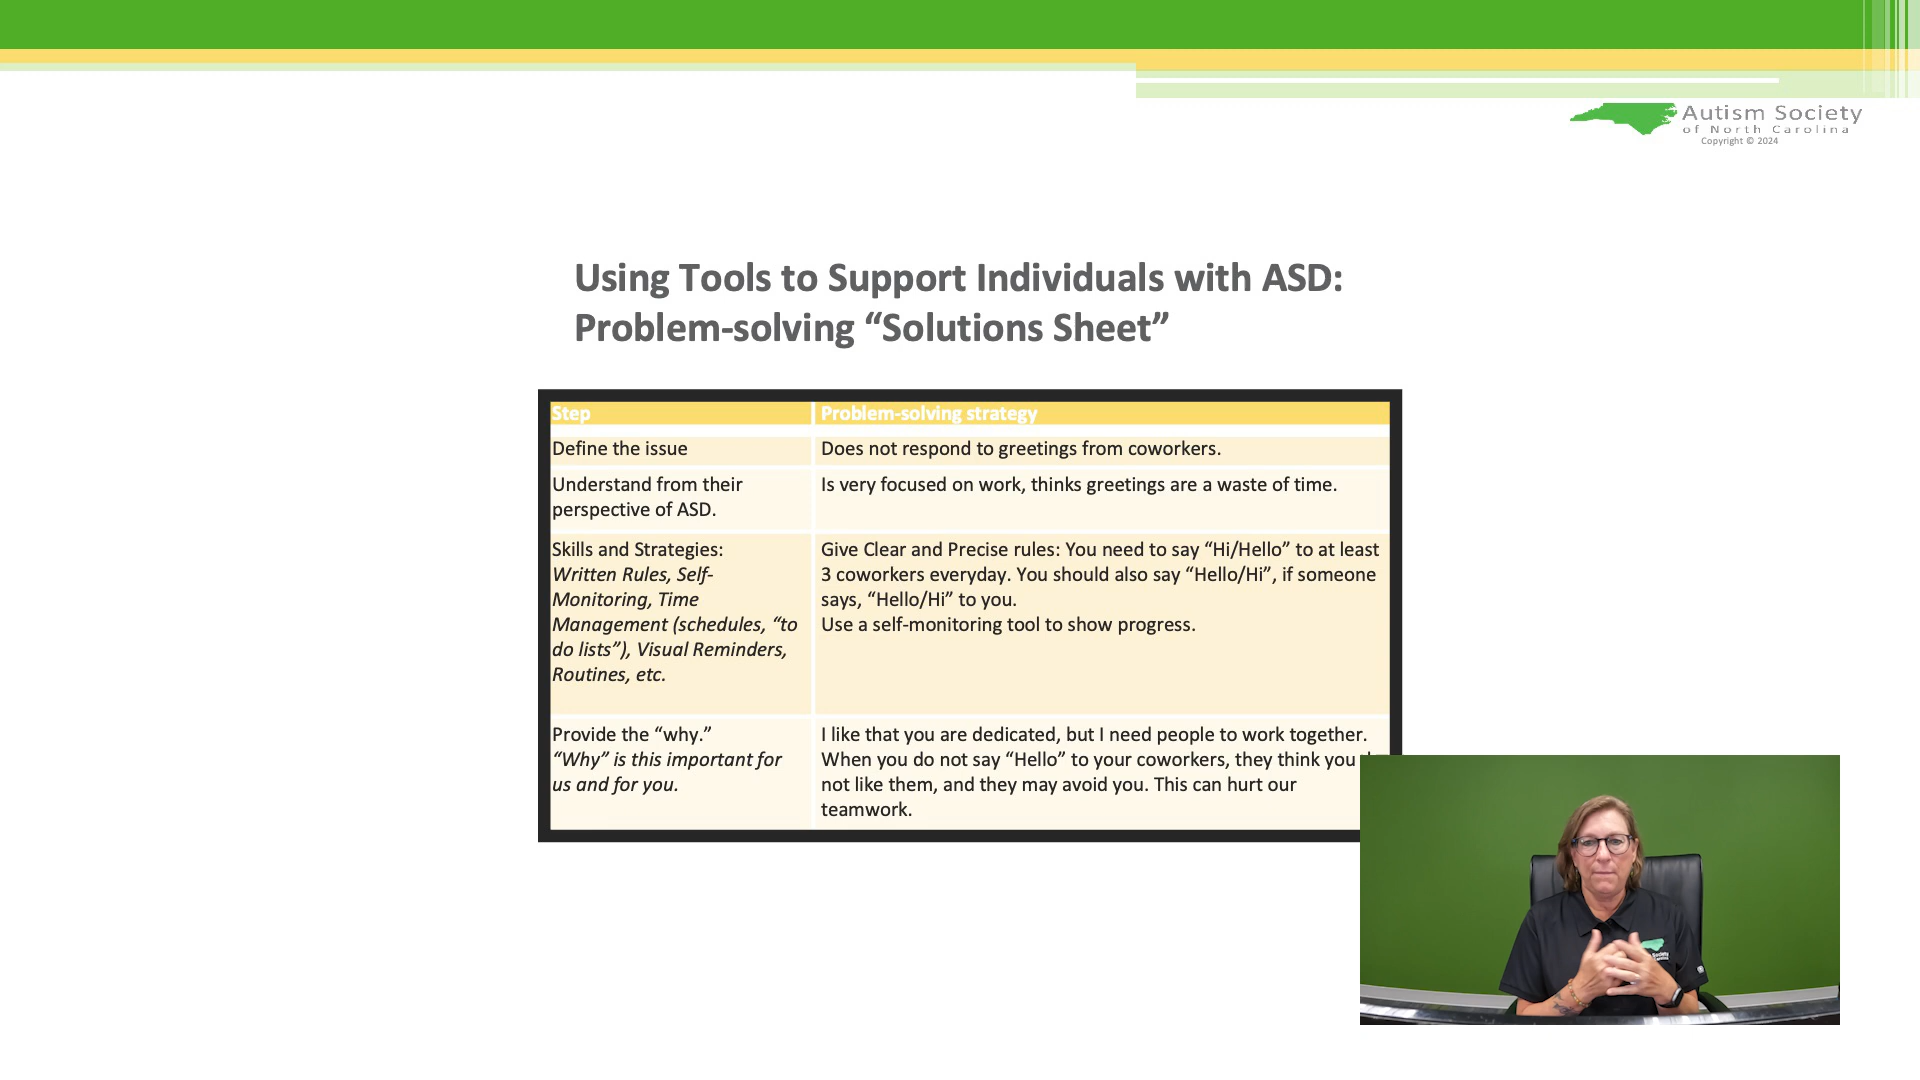 Autism Society
of North Carolina
Copyright © 2024
Using Tools to Support Individuals with ASD:
Problem-solving “Solutions Sheet”
Step
Problem-solving strategy
Define the issue
Does not respond to greetings from coworkers.
Understand from their
perspective of ASD.
Is very focused on work, thinks greetings are a waste of time.
Skills and Strategies:
Written Rules, Self-
Monitoring, Time
Management (schedules, “to
do lists”), Visual Reminders,
Routines, etc.
Give Clear and Precise rules: You need to say “Hi/Hello” to at least
3 coworkers everyday. You should also say “Hello/Hi”, if someone
says, “Hello/Hi” to you.
Use a self-monitoring tool to show progress.
Provide the “why.”
“Why” is this important for
us and for you.
I like that you are dedicated, but I need people to work together.
When you do not say “Hello” to your coworkers, they think you
not like them, and they may avoid you. This can hurt our
teamwork.